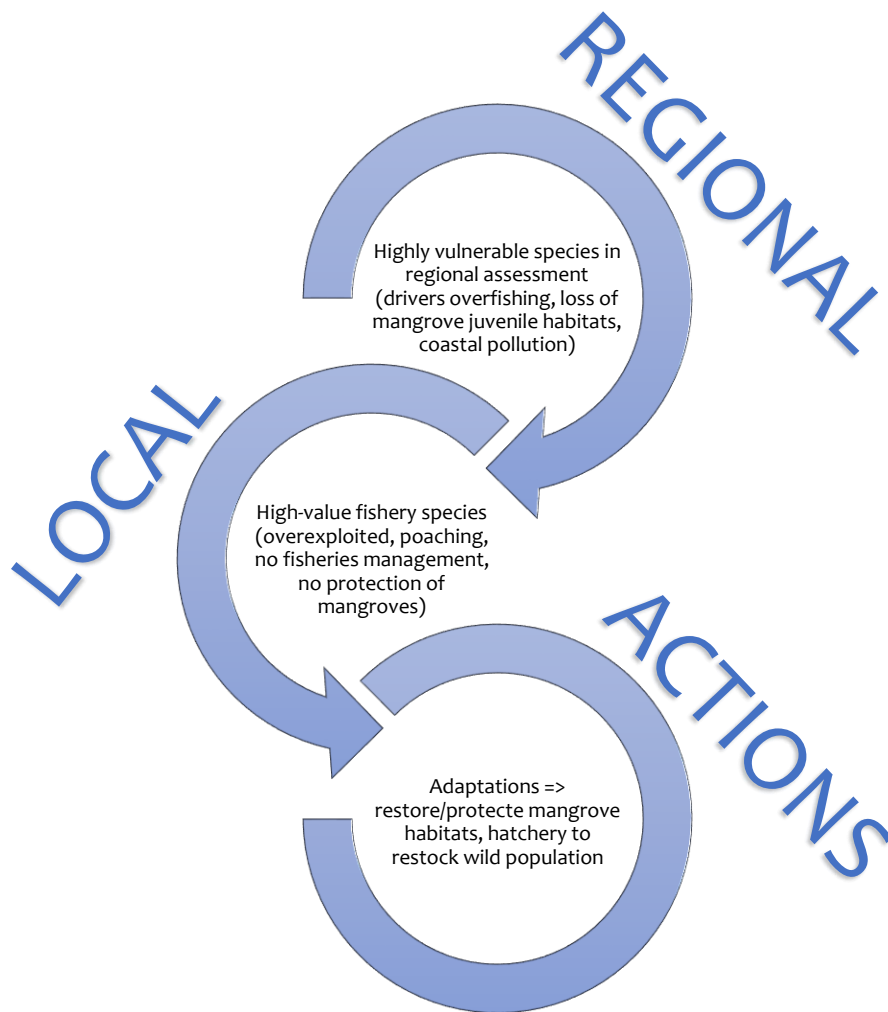 REGIONAL
Highly vulnerable species in
regional assessment
(drivers overfishing, loss of
mangrove juvenile habitats,
coastal pollution)
LOCAL
High-value fishery species
(overexploited, poaching,
no fisheries management,
no protection of
mangroves)
ACTIONS
Adaptations =>
restore/protecte mangrove
habitats, hatchery to
restock wild population